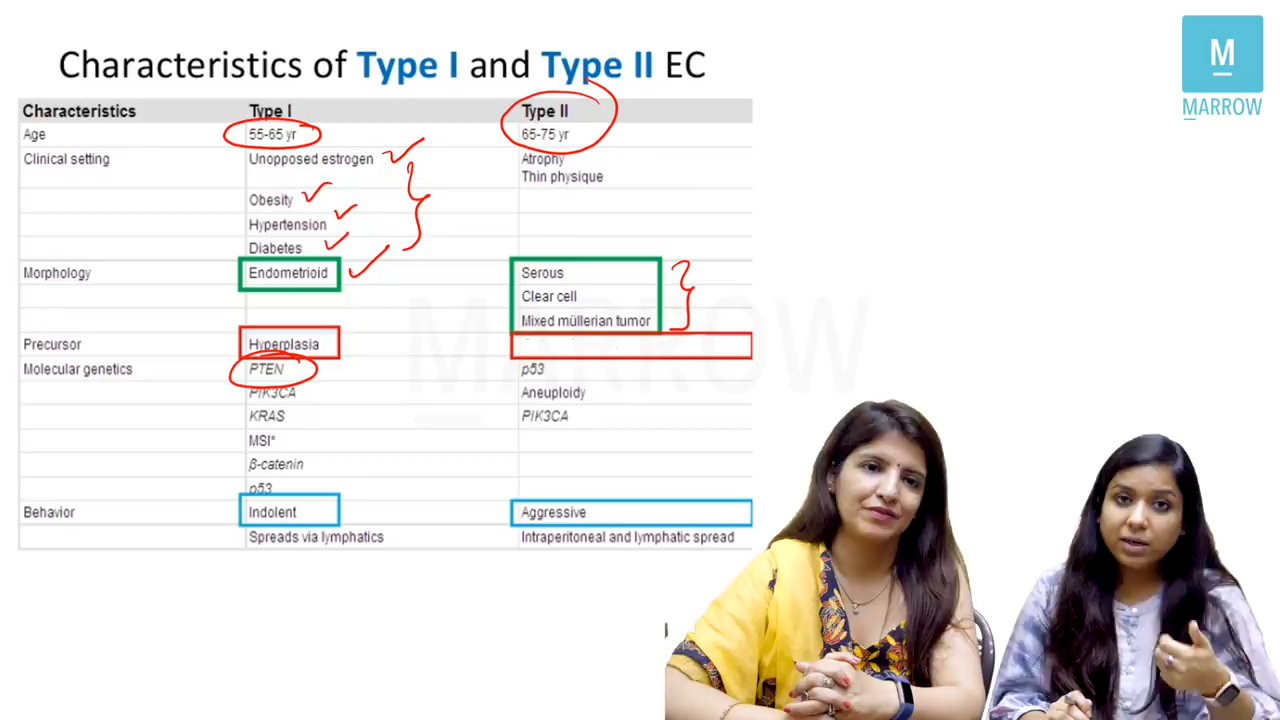 Characteristics of Type I and Type II EC
M
MARROW
Characteristics Type I Type II
Age 55-65 yr 65-75 yr
Clinical setting Unopposed estrogen Atrophy
Thin physique
Obesity
Hypertension
Diabetes
Morphology Endometrioid Serous
Clear cell
Mixed müllerian tumor
Precursor Hyperplasia
Molecular genetics PTEN p53
PIK3CA Aneuploidy
KRAS PIK3CA
MSI*
β-catenin
p53
Behavior Indolent Aggressive
Spreads via lymphatics Intraperitoneal and lymphatic spread
MARROW